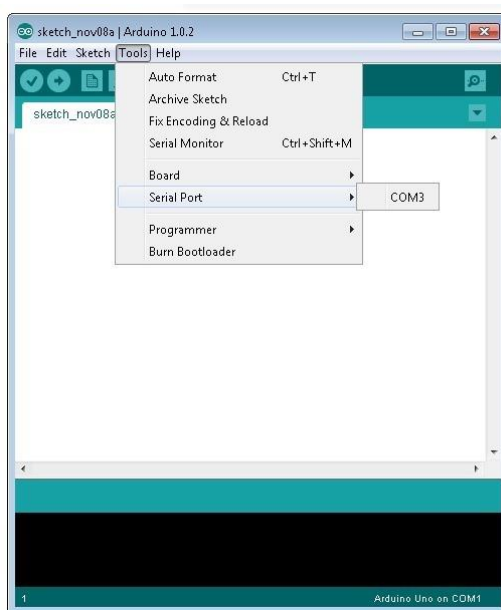 sketch_nov08a | Arduino 1.0.2
File Edit Sketch Tools Help
sketch_nov08a
Auto Format Ctrl+T
Archive Sketch
Fix Encoding & Reload
Serial Monitor Ctrl+Shift+M
Board
Serial Port COM3
Programmer
Burn Bootloader
1 Arduino Uno on COM1